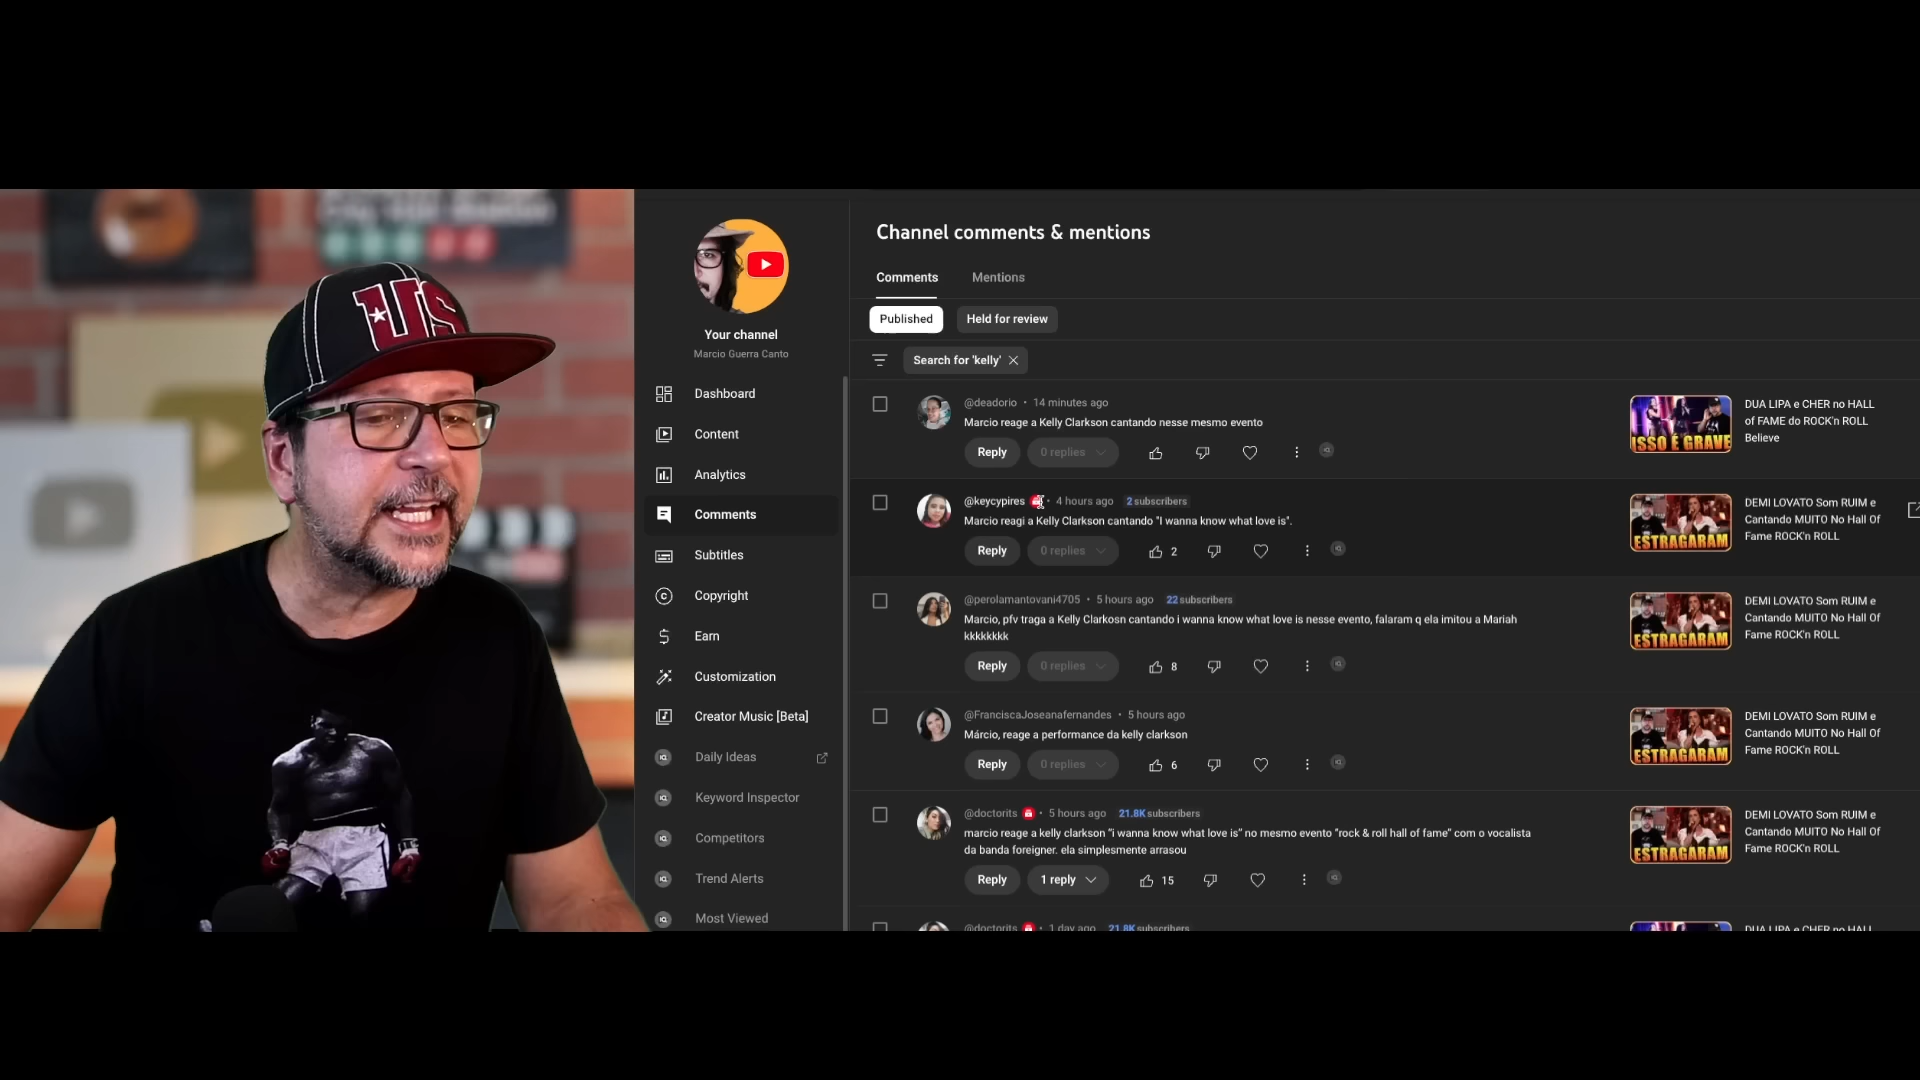 US
Your channel
Marcio Guerra Canto
Dashboard
Content
Analytics
Comments
Subtitles
Copyright
Earn
Customization
Creator Music [Beta]
Daily Ideas
Keyword Inspector
Competitors
Trend Alerts
Most Viewed
Channel comments & mentions
Comments
Mentions
Published
Held for review
Search for 'kelly'
@deadorio • 14 minutes ago
Marcio reage a Kelly Clarkson cantando nesse mesmo evento
Reply
0 replies
ISSO É GRAVE
DUA LIPA e CHER no HALL
of FAME do ROCK'n ROLL
Believe
@keycypires • 4 hours ago 2 subscribers
Marcio reagi a Kelly Clarkson cantando "I wanna know what love is".
Reply
0 replies
2
ESTRAGARAM
DEMI LOVATO Som RUIM e
Cantando MUITO No Hall Of
Fame ROCK'n ROLL
@perolamantovani4705 • 5 hours ago 22 subscribers
Marcio, pfv traga a Kelly Clarkosn cantando i wanna know what love is nesse evento, falaram q ela imitou a Mariah
kkkkkkkk
Reply
0 replies
8
ESTRAGARAM
DEMI LOVATO Som RUIM e
Cantando MUITO No Hall Of
Fame ROCK'n ROLL
@FranciscaJoseanafernandes • 5 hours ago
Márcio, reage a performance da kelly clarkson
Reply
0 replies
6
ESTRAGARAM
DEMI LOVATO Som RUIM e
Cantando MUITO No Hall Of
Fame ROCK'n ROLL
@doctorits • 5 hours ago 21.8K subscribers
marcio reage a kelly clarkson "i wanna know what love is" no mesmo evento "rock & roll hall of fame" com o vocalista
da banda foreigner. ela simplesmente arrasou
Reply
1 reply
15
ESTRAGARAM
DEMI LOVATO Som RUIM e
Cantando MUITO No Hall Of
Fame ROCK'n ROLL
@doctorits • 1 day ago 21.8K subscribers
DUA LIPA e CHER no HALL